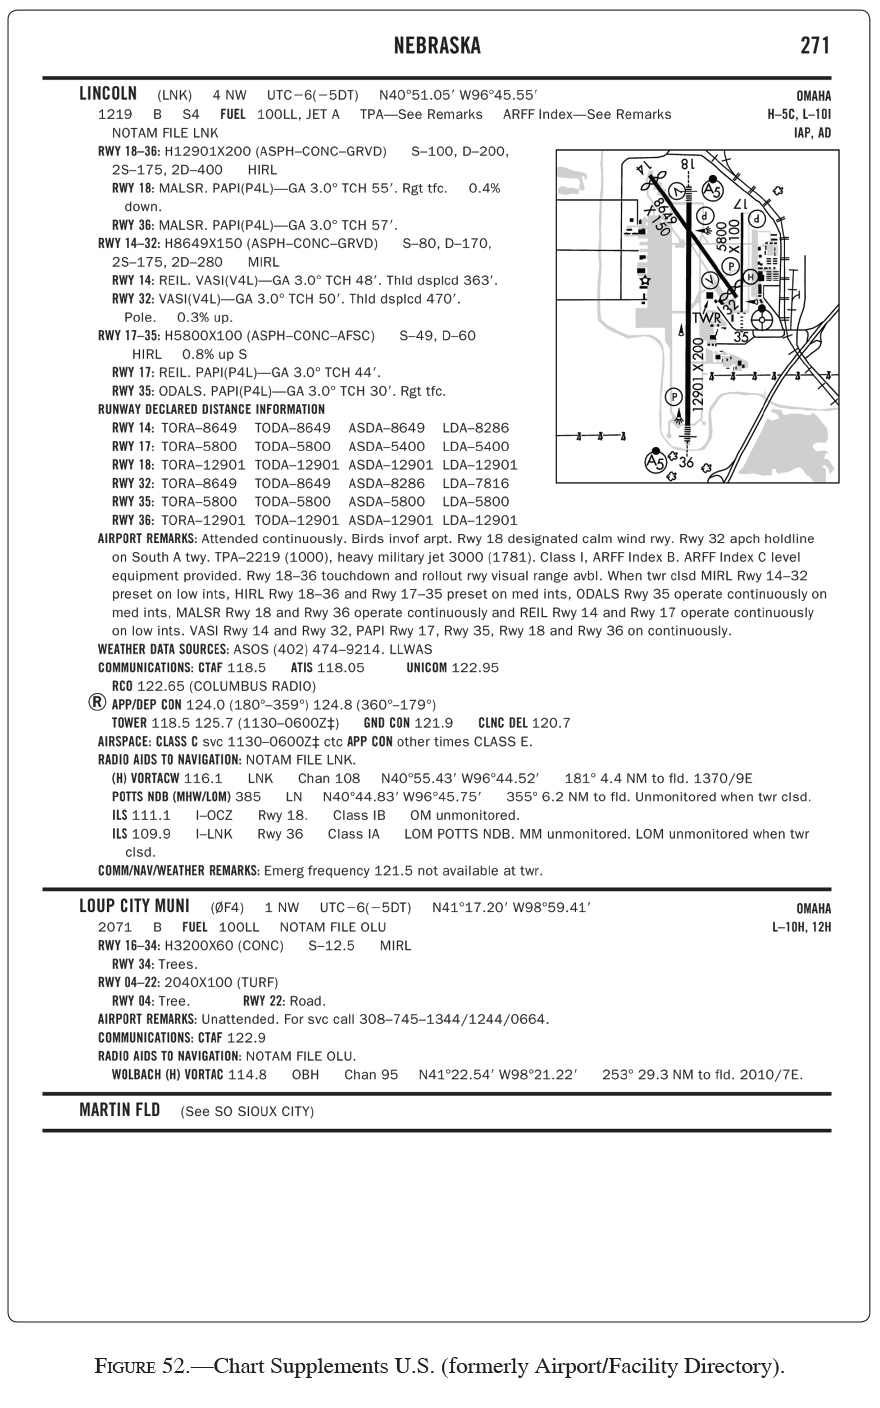 NEBRASKA 271
LINCOLN (LNK) 4 NW UTC−6(−5DT) N40°51.05′ W96°45.55′ OMAHA
1219 B S4 FUEL 100LL, JET A TPA—See Remarks ARFF Index—See Remarks H–5C, L–10I
NOTAM FILE LNK IAP, AD
RWY 18–36: H12901X200 (ASPH–CONC–GRVD) S–100, D–200,
2S–175, 2D–400 HIRL
RWY 18: MALSR. PAPI(P4L)—GA 3.0° TCH 55′. Rgt tfc. 0.4%
down.
RWY 36: MALSR. PAPI(P4L)—GA 3.0° TCH 57′.
RWY 14–32: H8649X150 (ASPH–CONC–GRVD) S–80, D–170,
2S–175, 2D–280 MIRL
RWY 14: REIL. VASI(V4L)—GA 3.0° TCH 48′. Thld dsplcd 363′.
RWY 32: VASI(V4L)—GA 3.0° TCH 50′. Thld dsplcd 470′.
Pole. 0.3% up.
RWY 17–35: H5800X100 (ASPH–CONC–AFSC) S–49, D–60
HIRL 0.8% up S
RWY 17: REIL. PAPI(P4L)—GA 3.0° TCH 44′.
RWY 35: ODALS. PAPI(P4L)—GA 3.0° TCH 30′. Rgt tfc.
RUNWAY DECLARED DISTANCE INFORMATION
RWY 14: TORA–8649 TODA–8649 ASDA–8649 LDA–8286
RWY 17: TORA–5800 TODA–5800 ASDA–5400 LDA–5400
RWY 18: TORA–12901 TODA–12901 ASDA–12901 LDA–12901
RWY 32: TORA–8649 TODA–8649 ASDA–8286 LDA–7816
RWY 35: TORA–5800 TODA–5800 ASDA–5800 LDA–5800
RWY 36: TORA–12901 TODA–12901 ASDA–12901 LDA–12901
14
18
A5
17
8649 X 150
P
P
5800 X 100
P
H
32
TWR
35
12901 X 200
P
A5
36
AIRPORT REMARKS: Attended continuously. Birds invof arpt. Rwy 18 designated calm wind rwy. Rwy 32 apch holdline
on South A twy. TPA–2219 (1000), heavy military jet 3000 (1781). Class I, ARFF Index B. ARFF Index C level
equipment provided. Rwy 18–36 touchdown and rollout rwy visual range avbl. When twr clsd MIRL Rwy 14–32
preset on low ints, HIRL Rwy 18–36 and Rwy 17–35 preset on med ints, ODALS Rwy 35 operate continuously on
med ints, MALSR Rwy 18 and Rwy 36 operate continuously and REIL Rwy 14 and Rwy 17 operate continuously
on low ints. VASI Rwy 14 and Rwy 32, PAPI Rwy 17, Rwy 35, Rwy 18 and Rwy 36 on continuously.
WEATHER DATA SOURCES: ASOS (402) 474–9214. LLWAS
COMMUNICATIONS: CTAF 118.5 ATIS 118.05 UNICOM 122.95
RCO 122.65 (COLUMBUS RADIO)
Ⓡ APP/DEP CON 124.0 (180°–359°) 124.8 (360°–179°)
TOWER 118.5 125.7 (1130–0600Z‡) GND CON 121.9 CLNC DEL 120.7
AIRSPACE: CLASS C svc 1130–0600Z‡ ctc APP CON other times CLASS E.
RADIO AIDS TO NAVIGATION: NOTAM FILE LNK.
(H) VORTACW 116.1 LNK Chan 108 N40°55.43′ W96°44.52′ 181° 4.4 NM to fld. 1370/9E
POTTS NDB (MHW/LOM) 385 LN N40°44.83′ W96°45.75′ 355° 6.2 NM to fld. Unmonitored when twr clsd.
ILS 111.1 I–OCZ Rwy 18. Class IB OM unmonitored.
ILS 109.9 I–LNK Rwy 36 Class IA LOM POTTS NDB. MM unmonitored. LOM unmonitored when twr
clsd.
COMM/NAV/WEATHER REMARKS: Emerg frequency 121.5 not available at twr.
LOUP CITY MUNI (ØF4) 1 NW UTC−6(−5DT) N41°17.20′ W98°59.41′ OMAHA
2071 B FUEL 100LL NOTAM FILE OLU L–10H, 12H
RWY 16–34: H3200X60 (CONC) S–12.5 MIRL
RWY 34: Trees.
RWY 04–22: 2040X100 (TURF)
RWY 04: Tree. RWY 22: Road.
AIRPORT REMARKS: Unattended. For svc call 308–745–1344/1244/0664.
COMMUNICATIONS: CTAF 122.9
RADIO AIDS TO NAVIGATION: NOTAM FILE OLU.
WOLBACH (H) VORTAC 114.8 OBH Chan 95 N41°22.54′ W98°21.22′ 253° 29.3 NM to fld. 2010/7E.
MARTIN FLD (See SO SIOUX CITY)
FIGURE 52.—Chart Supplements U.S. (formerly Airport/Facility Directory).